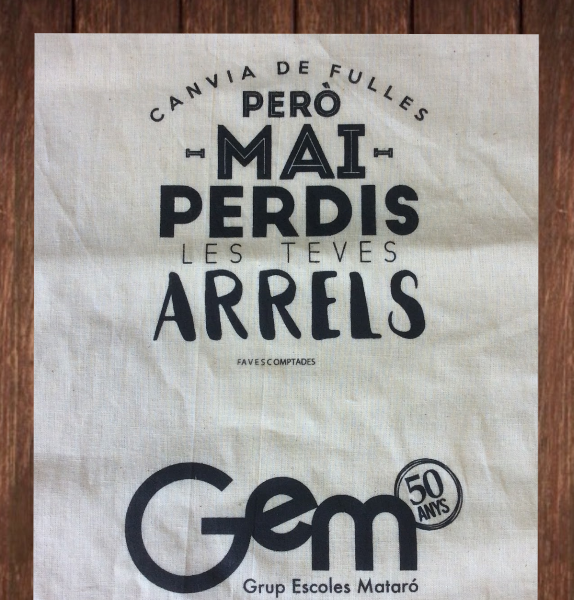 CANVIA DE FULLES
PERÒ
MAI
PERDIS
LES TEVES
ARRELS
FAVESCOMPTADES
Gem
50
ANYS
Grup Escoles Mataró